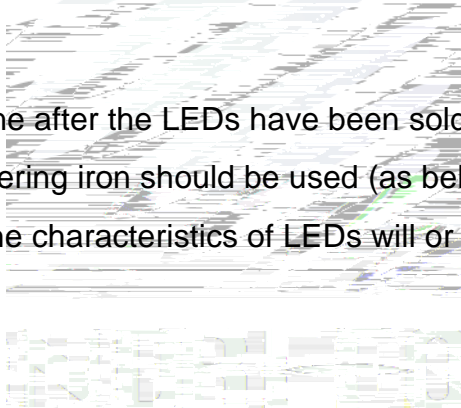 ne after the LEDs have been sold
ering iron should be used (as bel
ne characteristics of LEDs will or